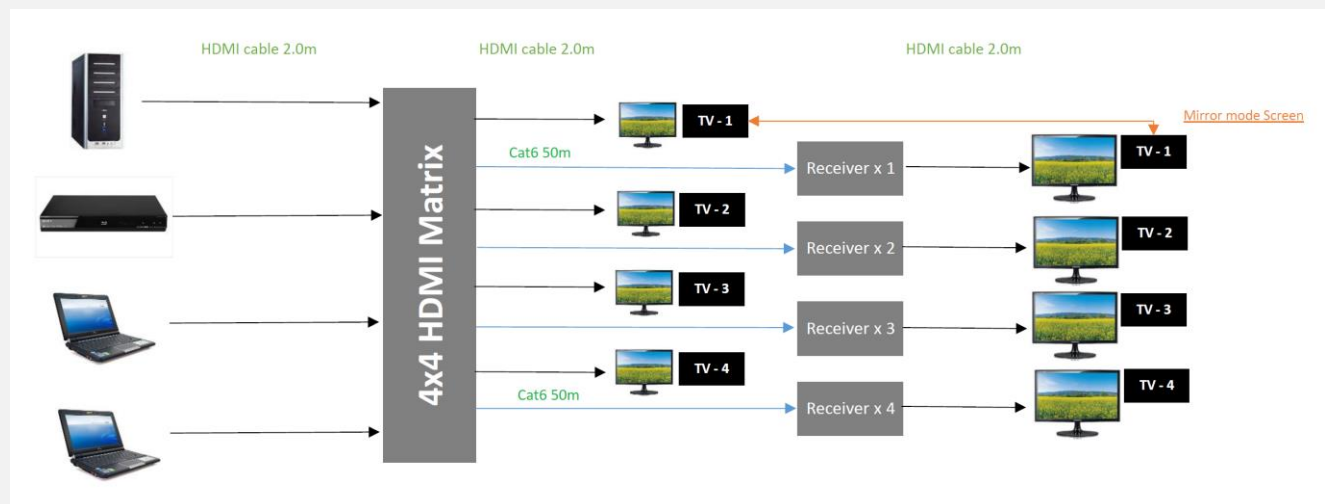 HDMI cable 2.0m
HDMI cable 2.0m
HDMI cable 2.0m
4x4 HDMI Matrix
TV - 1
Mirror mode Screen
TV - 1
Cat6 50m
Receiver x 1
TV - 2
TV - 2
Receiver x 2
TV - 3
TV - 3
Receiver x 3
TV - 4
TV - 4
Cat6 50m
Receiver x 4